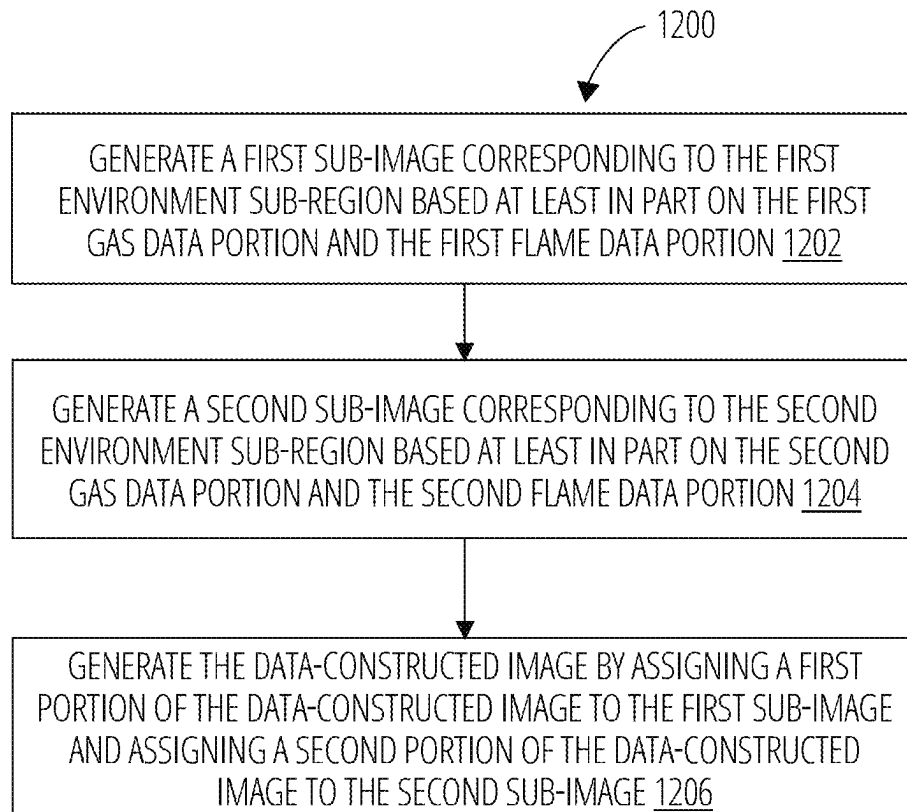 1200
GENERATE A FIRST SUB-IMAGE CORRESPONDING TO THE FIRST
ENVIRONMENT SUB-REGION BASED AT LEAST IN PART ON THE FIRST
GAS DATA PORTION AND THE FIRST FLAME DATA PORTION 1202
GENERATE A SECOND SUB-IMAGE CORRESPONDING TO THE SECOND
ENVIRONMENT SUB-REGION BASED AT LEAST IN PART ON THE SECOND
GAS DATA PORTION AND THE SECOND FLAME DATA PORTION 1204
GENERATE THE DATA-CONSTRUCTED IMAGE BY ASSIGNING A FIRST
PORTION OF THE DATA-CONSTRUCTED IMAGE TO THE FIRST SUB-IMAGE
AND ASSIGNING A SECOND PORTION OF THE DATA-CONSTRUCTED
IMAGE TO THE SECOND SUB-IMAGE 1206